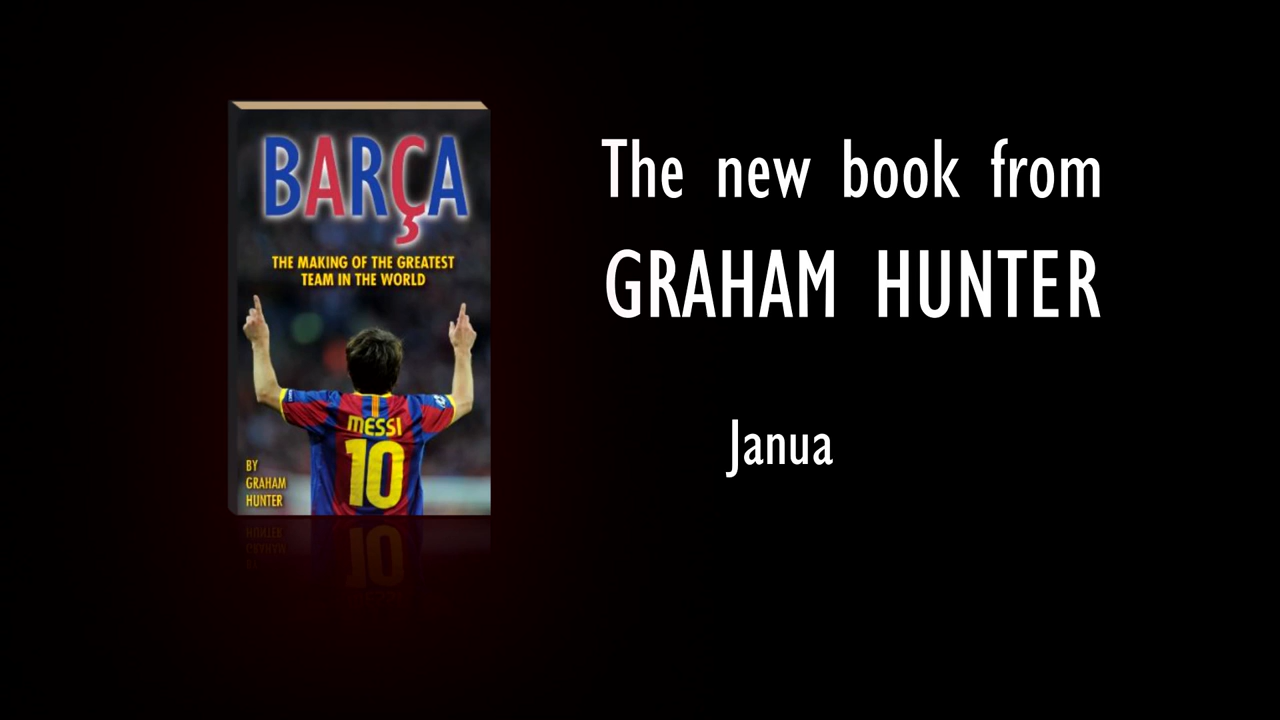 BARÇA
THE MAKING OF THE GREATEST
TEAM IN THE WORLD
MESSI
10
BY
GRAHAM
HUNTER
The new book from
GRAHAM HUNTER
Janua